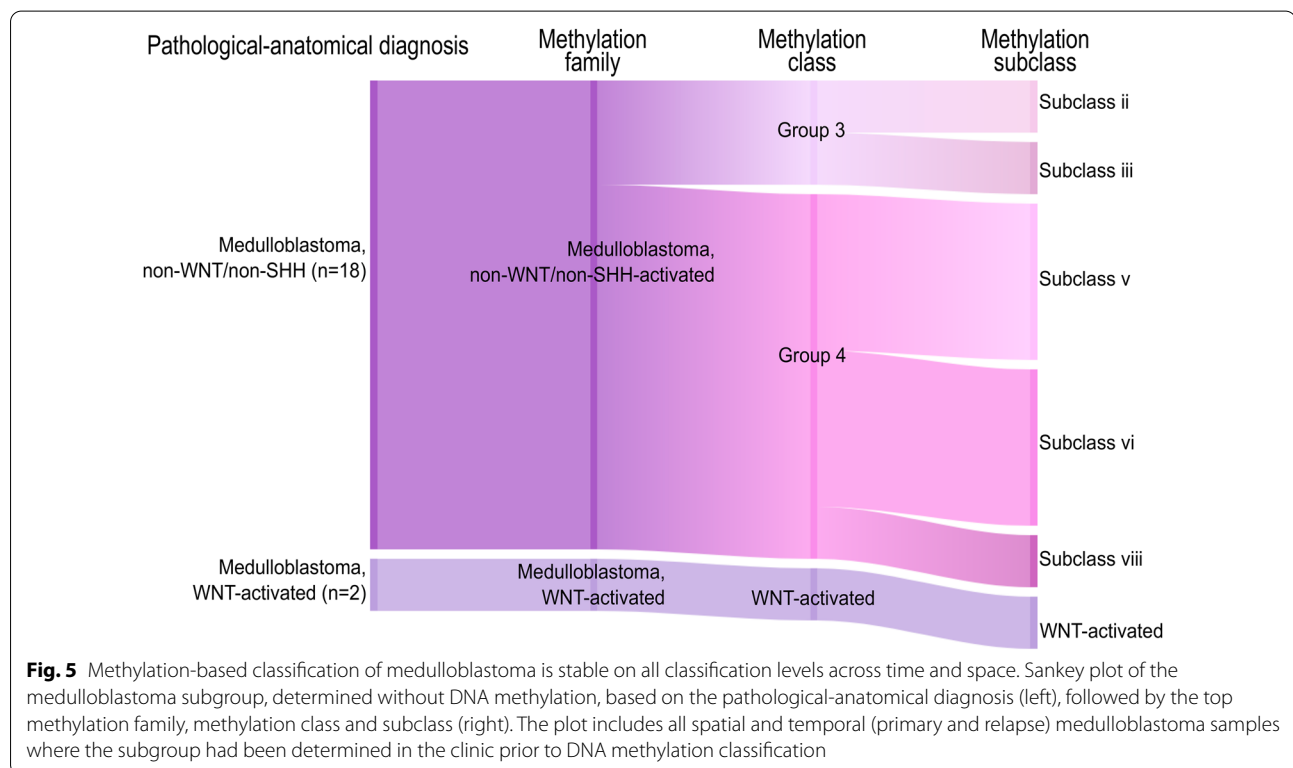 Pathological-anatomical diagnosis
Methylation
family
Methylation
class
Methylation
subclass
Subclass ii
Group 3
Subclass iii
Medulloblastoma,
non-WNT/non-SHH (n=18)
Medulloblastoma,
non-WNT/non-SHH-activated
Subclass v
Group 4
Subclass vi
Subclass viii
Medulloblastoma,
WNT-activated (n=2)
Medulloblastoma,
WNT-activated
WNT-activated
WNT-activated
Fig. 5 Methylation-based classification of medulloblastoma is stable on all classification levels across time and space. Sankey plot of the
medulloblastoma subgroup, determined without DNA methylation, based on the pathological-anatomical diagnosis (left), followed by the top
methylation family, methylation class and subclass (right). The plot includes all spatial and temporal (primary and relapse) medulloblastoma samples
where the subgroup had been determined in the clinic prior to DNA methylation classification